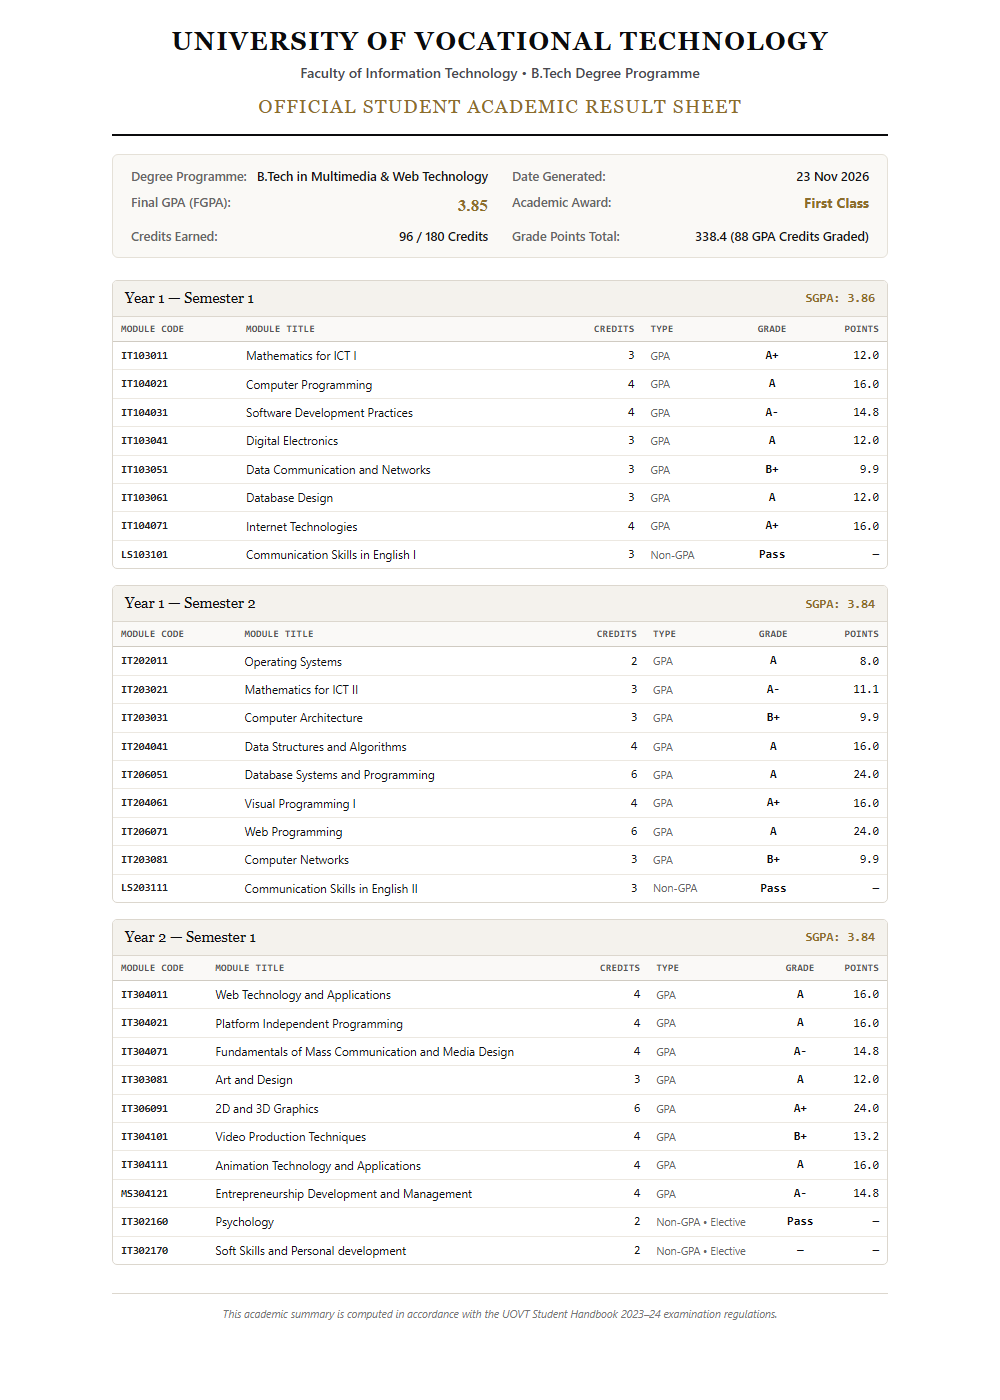 UNIVERSITY OF VOCATIONAL TECHNOLOGY
Faculty of Information Technology • B.Tech Degree Programme
OFFICIAL STUDENT ACADEMIC RESULT SHEET
Degree Programme: B.Tech in Multimedia & Web Technology Date Generated: 23 Nov 2026
Final GPA (FGPA): 3.85 Academic Award: First Class
Credits Earned: 96 / 180 Credits Grade Points Total: 338.4 (88 GPA Credits Graded)
Year 1 — Semester 1 SGPA: 3.86
MODULE CODE MODULE TITLE CREDITS TYPE GRADE POINTS
IT103011 Mathematics for ICT I 3 GPA A+ 12.0
IT104021 Computer Programming 4 GPA A 16.0
IT104031 Software Development Practices 4 GPA A- 14.8
IT103041 Digital Electronics 3 GPA A 12.0
IT103051 Data Communication and Networks 3 GPA B+ 9.9
IT103061 Database Design 3 GPA A 12.0
IT104071 Internet Technologies 4 GPA A+ 16.0
LS103101 Communication Skills in English I 3 Non-GPA Pass —
Year 1 — Semester 2 SGPA: 3.84
MODULE CODE MODULE TITLE CREDITS TYPE GRADE POINTS
IT202011 Operating Systems 2 GPA A 8.0
IT203021 Mathematics for ICT II 3 GPA A- 11.1
IT203031 Computer Architecture 3 GPA B+ 9.9
IT204041 Data Structures and Algorithms 4 GPA A 16.0
IT206051 Database Systems and Programming 6 GPA A 24.0
IT204061 Visual Programming I 4 GPA A+ 16.0
IT206071 Web Programming 6 GPA A 24.0
IT203081 Computer Networks 3 GPA B+ 9.9
LS203111 Communication Skills in English II 3 Non-GPA Pass —
Year 2 — Semester 1 SGPA: 3.84
MODULE CODE MODULE TITLE CREDITS TYPE GRADE POINTS
IT304011 Web Technology and Applications 4 GPA A 16.0
IT304021 Platform Independent Programming 4 GPA A 16.0
IT304071 Fundamentals of Mass Communication and Media Design 4 GPA A- 14.8
IT303081 Art and Design 3 GPA A 12.0
IT306091 2D and 3D Graphics 6 GPA A+ 24.0
IT304101 Video Production Techniques 4 GPA B+ 13.2
IT304111 Animation Technology and Applications 4 GPA A 16.0
MS304121 Entrepreneurship Development and Management 4 GPA A- 14.8
IT302160 Psychology 2 Non-GPA • Elective Pass —
IT302170 Soft Skills and Personal development 2 Non-GPA • Elective — —
This academic summary is computed in accordance with the UOVT Student Handbook 2023–24 examination regulations.